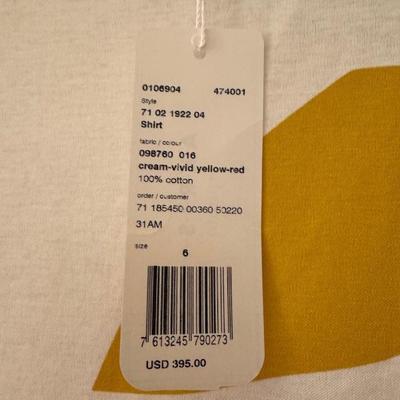 0106904 474001
Style
71 02 1922 04
Shirt
fabric / colour
098760 016
cream-vivid yellow-red
100% cotton
order / customer
71 185450 00360 50220
31AM
size
6
7 613245 790273
USD 395.00